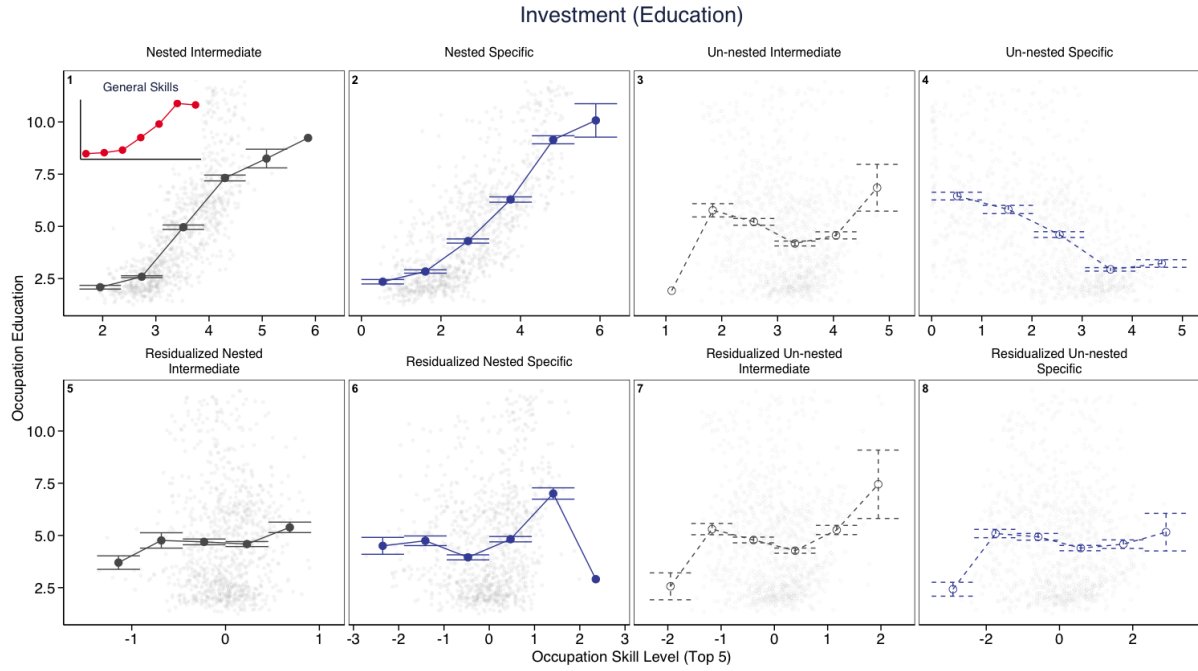 Investment (Education)
Nested Intermediate
Nested Specific
Un-nested Intermediate
Un-nested Specific
1
General Skills
2
3
4
10.0
7.5
5.0
2.5
2 3 4 5 6
0 2 4 6
1 2 3 4 5
0 1 2 3 4 5
Occupation Education
Residualized Nested
Intermediate
Residualized Nested Specific
Residualized Un-nested
Intermediate
Residualized Un-nested
Specific
5
6
7
8
10.0
7.5
5.0
2.5
-1 0 1
-3 -2 -1 0 1 2 3
-2 -1 0 1 2
-2 0 2
Occupation Skill Level (Top 5)